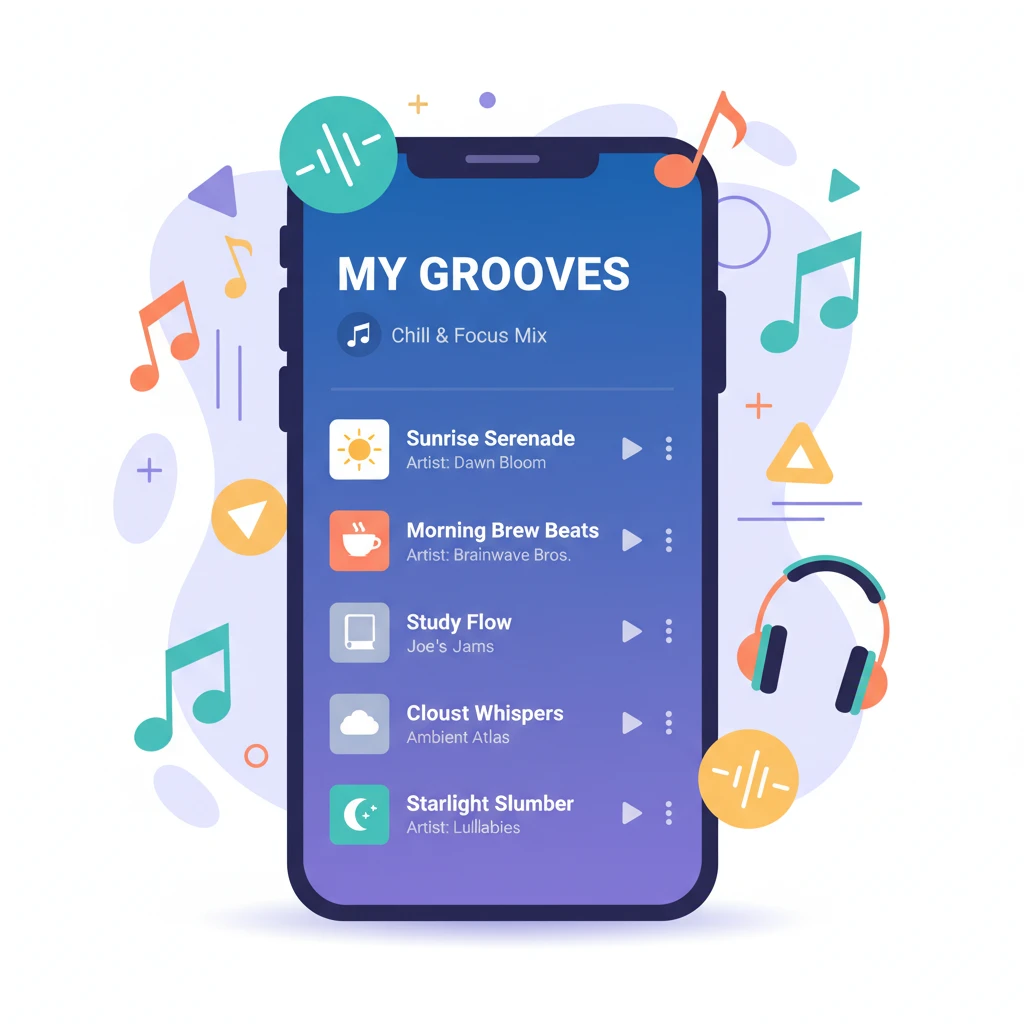 MY GROOVES
Chill & Focus Mix
Sunrise Serenade
Artist: Dawn Bloom
Morning Brew Beats
Artist: Brainwave Bros.
Study Flow
Joe's Jams
Cloust Whispers
Ambient Atlas
Starlight Slumber
Artist: Lulllabies